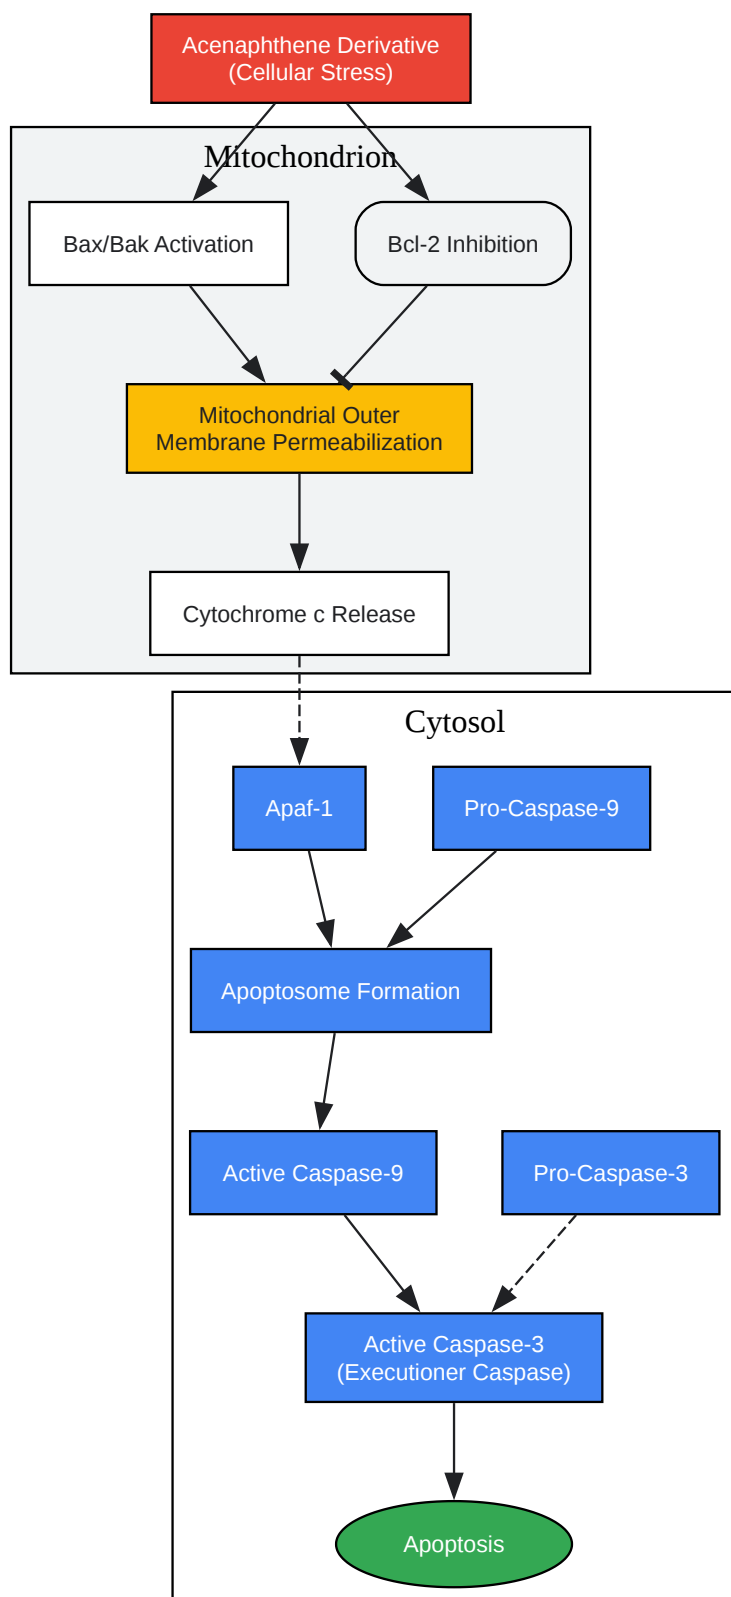 Acenaphthene Derivative
(Cellular Stress)
Mitochondrion
Bax/Bak Activation
Bcl-2 Inhibition
Mitochondrial Outer
Membrane Permeabilization
Cytochrome c Release
Cytosol
Apaf-1
Pro-Caspase-9
Apoptosome Formation
Active Caspase-9
Pro-Caspase-3
Active Caspase-3
(Executioner Caspase)
Apoptosis